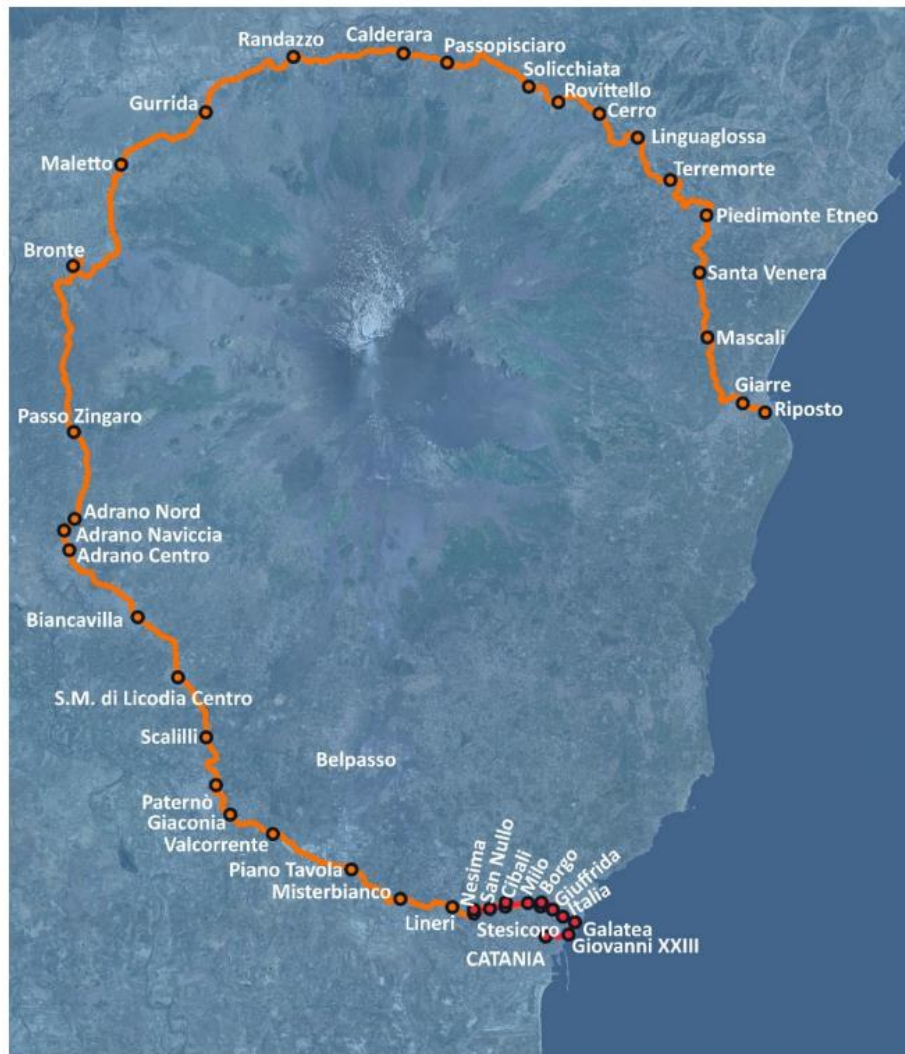 Randazzo
Calderara
Passopisciaro
Solicchiata
Rovittello
Cerro
Gurrida
Linguaglossa
Maletto
Terremorte
Piedimonte Etneo
Bronte
Santa Venera
Mascali
Giarre
Riposto
Passo Zingaro
Adrano Nord
Adrano Naviccia
Adrano Centro
Biancavilla
S.M. di Licodia Centro
Scalilli
Belpasso
Paternò
Giaconia
Valcorrente
Piano Tavola
Misterbianco
Lineri
Nesima
San Nullo
Cibali
Milo
Borgo
Giuffrida
Italia
Stesicoro
Galatea
Giovanni XXIII
CATANIA